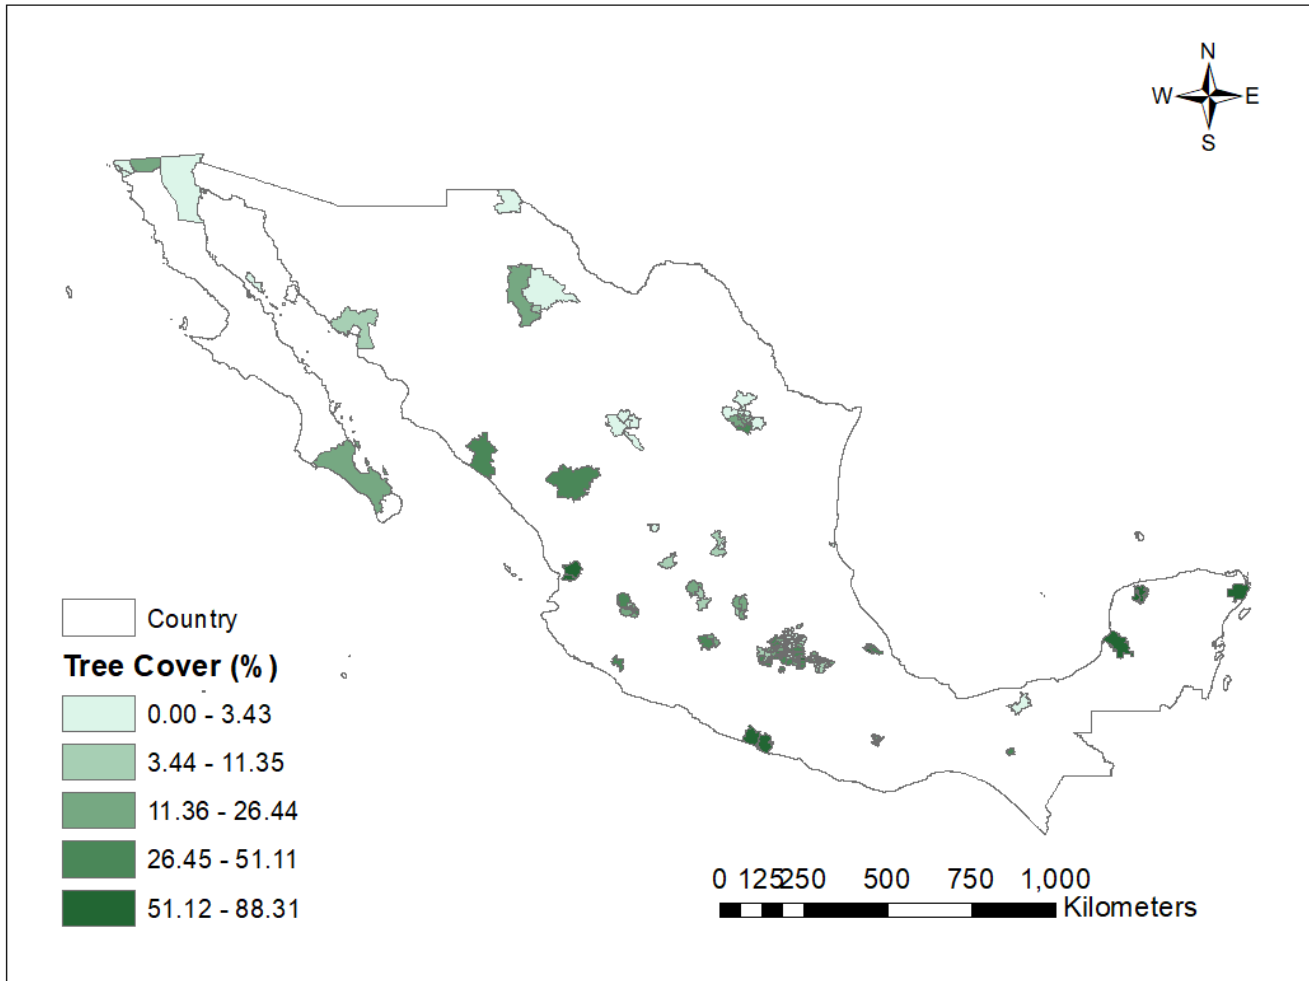 N
W E
S
Country
Tree Cover (%)
0.00 - 3.43
3.44 - 11.35
11.36 - 26.44
26.45 - 51.11
51.12 - 88.31
0 125250 500 750 1,000
Kilometers